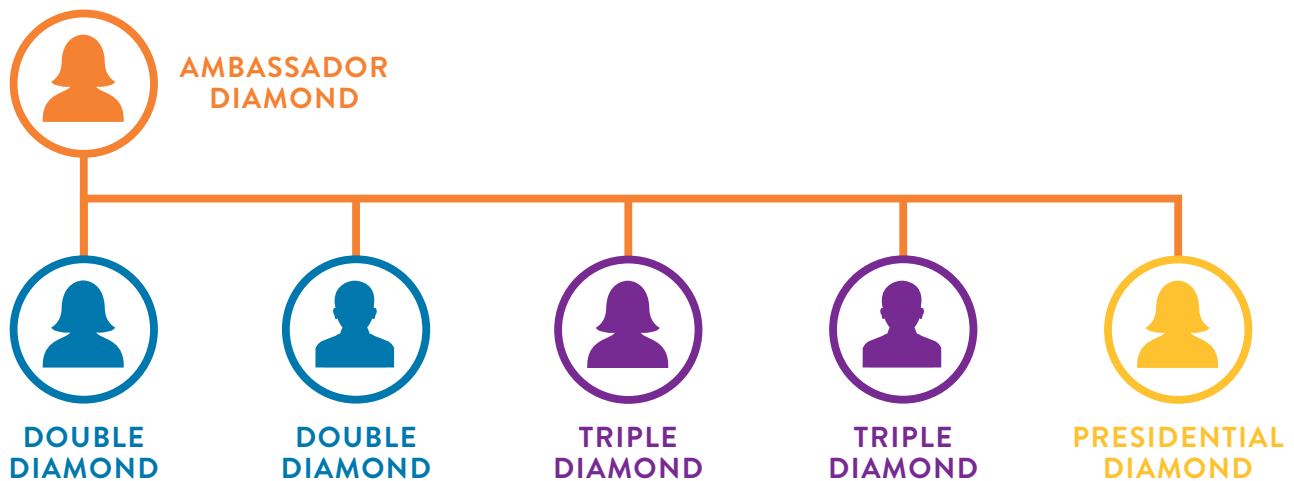 AMBASSADOR
DIAMOND
DOUBLE
DIAMOND
DOUBLE
DIAMOND
TRIPLE
DIAMOND
TRIPLE
DIAMOND
PRESIDENTIAL
DIAMOND